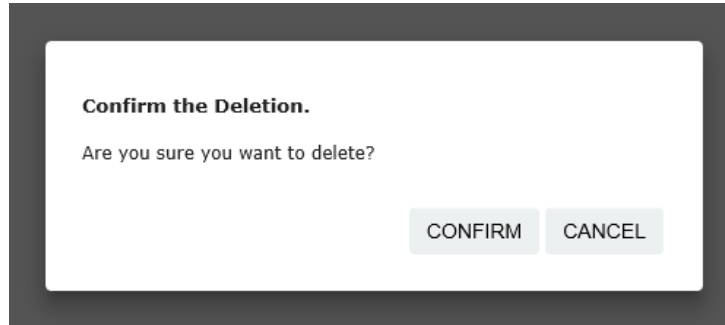 Confirm the Deletion.
Are you sure you want to delete?
CONFIRM CANCEL